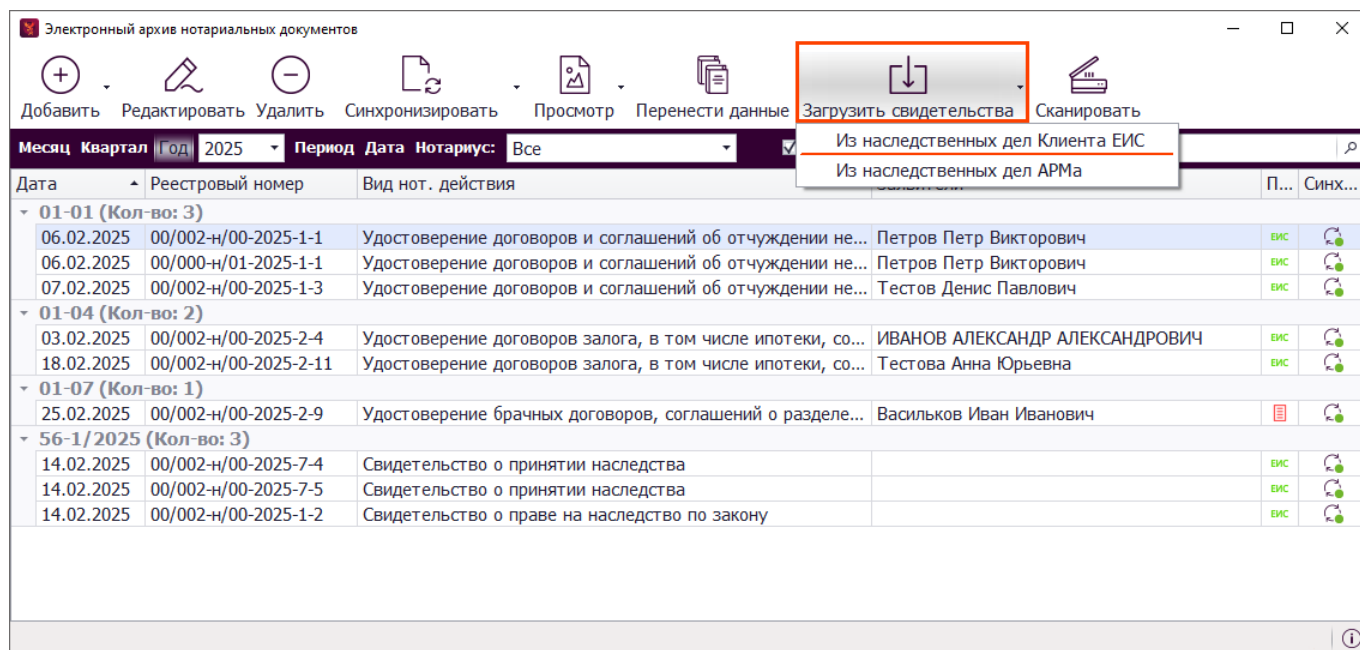 Электронный архив нотариальных документов
Добавить Редактировать Удалить Синхронизировать Просмотр Перенести данные Загрузить свидетельства Сканировать
Месяц Квартал Год 2025 Период Дата Нотариус: Все
Из наследственных дел Клиента ЕИС
Из наследственных дел АРМа
Дата Реестровый номер Вид нот. действия П... Синх...
01-01 (Кол-во: 3)
06.02.2025 00/002-н/00-2025-1-1 Удостоверение договоров и соглашений об отчуждении не... Петров Петр Викторович ЕИС
06.02.2025 00/000-н/01-2025-1-1 Удостоверение договоров и соглашений об отчуждении не... Петров Петр Викторович ЕИС
07.02.2025 00/002-н/00-2025-1-3 Удостоверение договоров и соглашений об отчуждении не... Тестов Денис Павлович ЕИС
01-04 (Кол-во: 2)
03.02.2025 00/002-н/00-2025-2-4 Удостоверение договоров залога, в том числе ипотеки, со... ИВАНОВ АЛЕКСАНДР АЛЕКСАНДРОВИЧ ЕИС
18.02.2025 00/002-н/00-2025-2-11 Удостоверение договоров залога, в том числе ипотеки, со... Тестова Анна Юрьевна ЕИС
01-07 (Кол-во: 1)
25.02.2025 00/002-н/00-2025-2-9 Удостоверение брачных договоров, соглашений о разделе... Васильков Иван Иванович
56-1/2025 (Кол-во: 3)
14.02.2025 00/002-н/00-2025-7-4 Свидетельство о принятии наследства ЕИС
14.02.2025 00/002-н/00-2025-7-5 Свидетельство о принятии наследства ЕИС
14.02.2025 00/002-н/00-2025-1-2 Свидетельство о праве на наследство по закону ЕИС